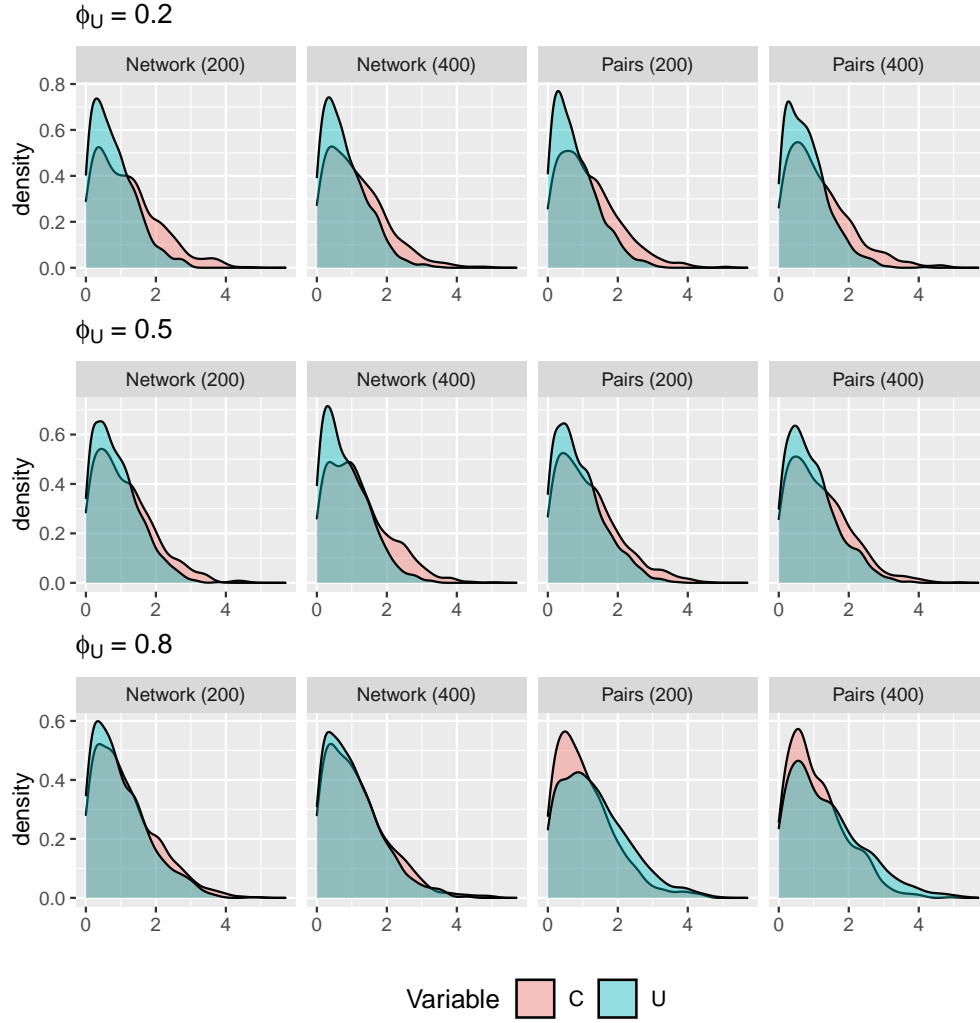 ϕU = 0.2
Network (200) Network (400) Pairs (200) Pairs (400)
density
0.8
0.6
0.4
0.2
0.0
0 2 4 0 2 4 0 2 4 0 2 4
ϕU = 0.5
Network (200) Network (400) Pairs (200) Pairs (400)
density
0.6
0.4
0.2
0.0
0 2 4 0 2 4 0 2 4 0 2 4
ϕU = 0.8
Network (200) Network (400) Pairs (200) Pairs (400)
density
0.6
0.4
0.2
0.0
0 2 4 0 2 4 0 2 4 0 2 4
Variable C U